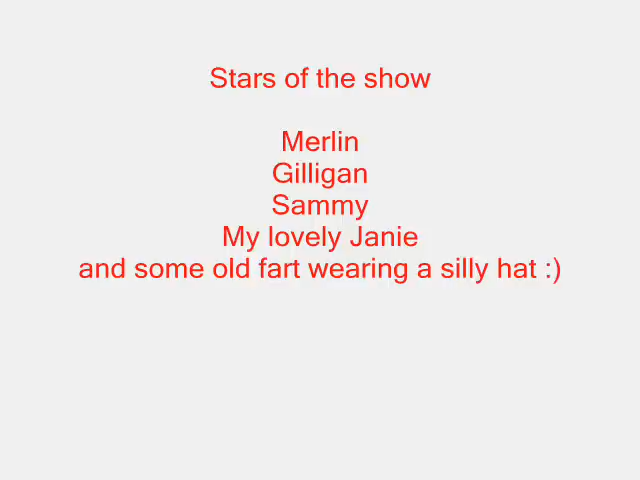 Stars of the show
Merlin
Gilligan
Sammy
My lovely Janie
and some old fart wearing a silly hat :)